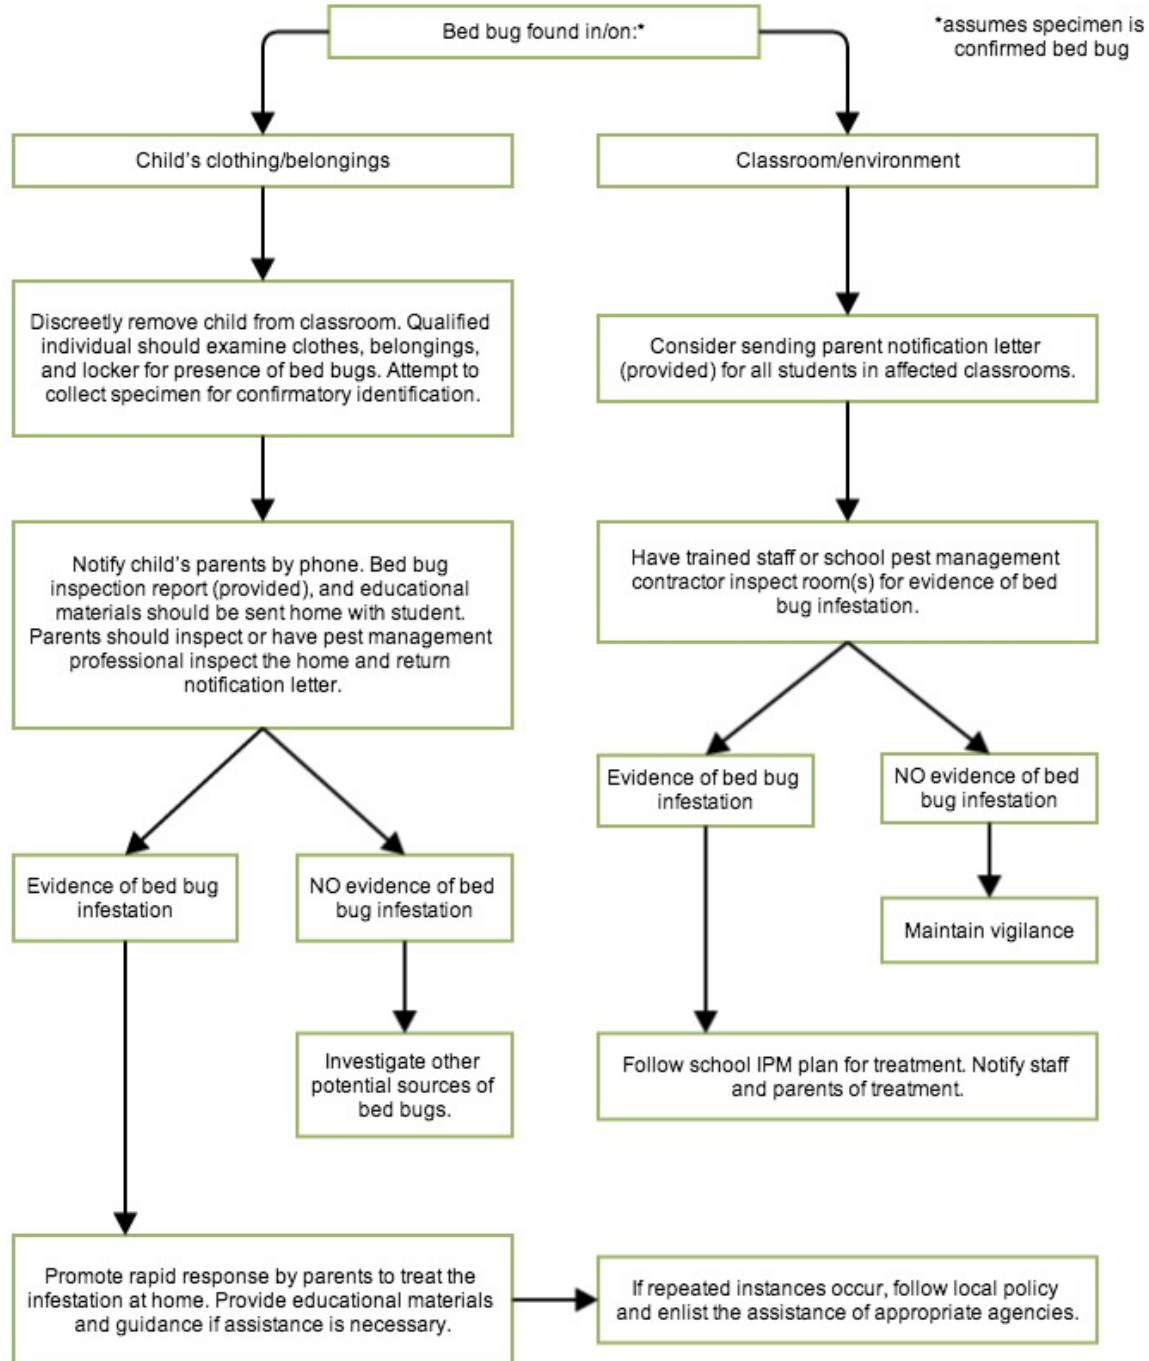 Bed bug found in/on:*
*assumes specimen is
confirmed bed bug
Child's clothing/belongings
Classroom/environment
Discreetly remove child from classroom. Qualified
individual should examine clothes, belongings,
and locker for presence of bed bugs. Attempt to
collect specimen for confirmatory identification.
Consider sending parent notification letter
(provided) for all students in affected classrooms.
Notify child's parents by phone. Bed bug
inspection report (provided), and educational
materials should be sent home with student.
Parents should inspect or have pest management
professional inspect the home and return
notification letter.
Have trained staff or school pest management
contractor inspect room(s) for evidence of bed
bug infestation.
Evidence of bed bug
infestation
NO evidence of bed
bug infestation
Maintain vigilance
Evidence of bed bug
infestation
NO evidence of bed
bug infestation
Investigate other
potential sources of
bed bugs.
Follow school IPM plan for treatment. Notify staff
and parents of treatment.
Promote rapid response by parents to treat the
infestation at home. Provide educational materials
and guidance if assistance is necessary.
If repeated instances occur, follow local policy
and enlist the assistance of appropriate agencies.